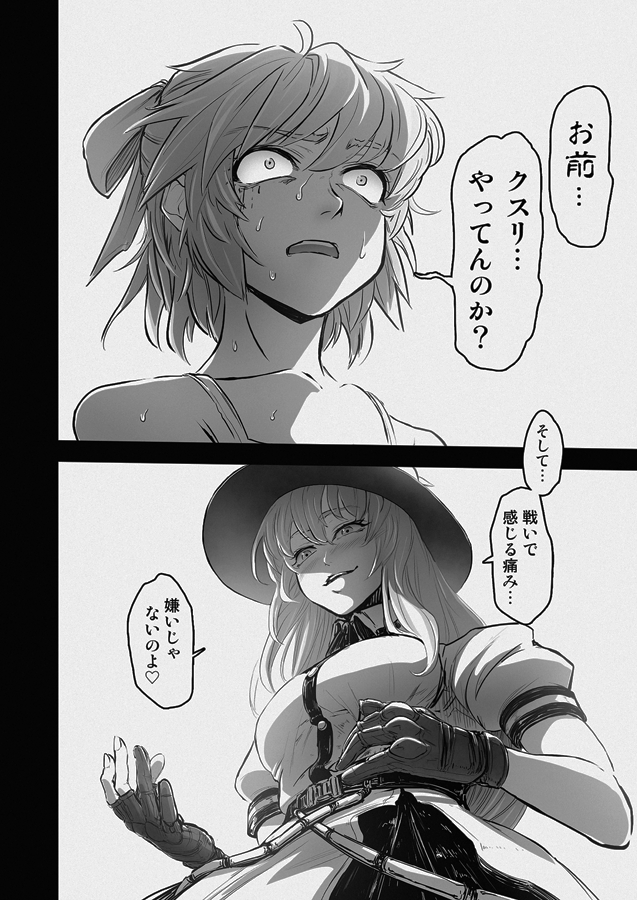 お前…
クスリ…
やってんのか?
そして…
戦いで
感じる痛み…
嫌いじゃ
ないのよ♡